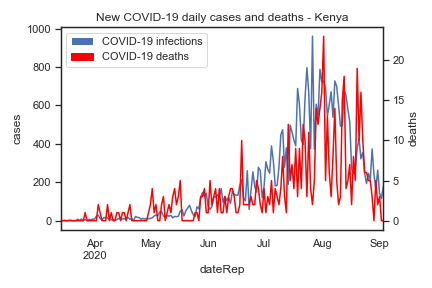 New COVID-19 daily cases and deaths - Kenya
COVID-19 infections
COVID-19 deaths
1000
800
600
400
200
0
cases
20
15
10
5
0
deaths
Apr
2020
May
Jun
Jul
Aug
Sep
dateRep